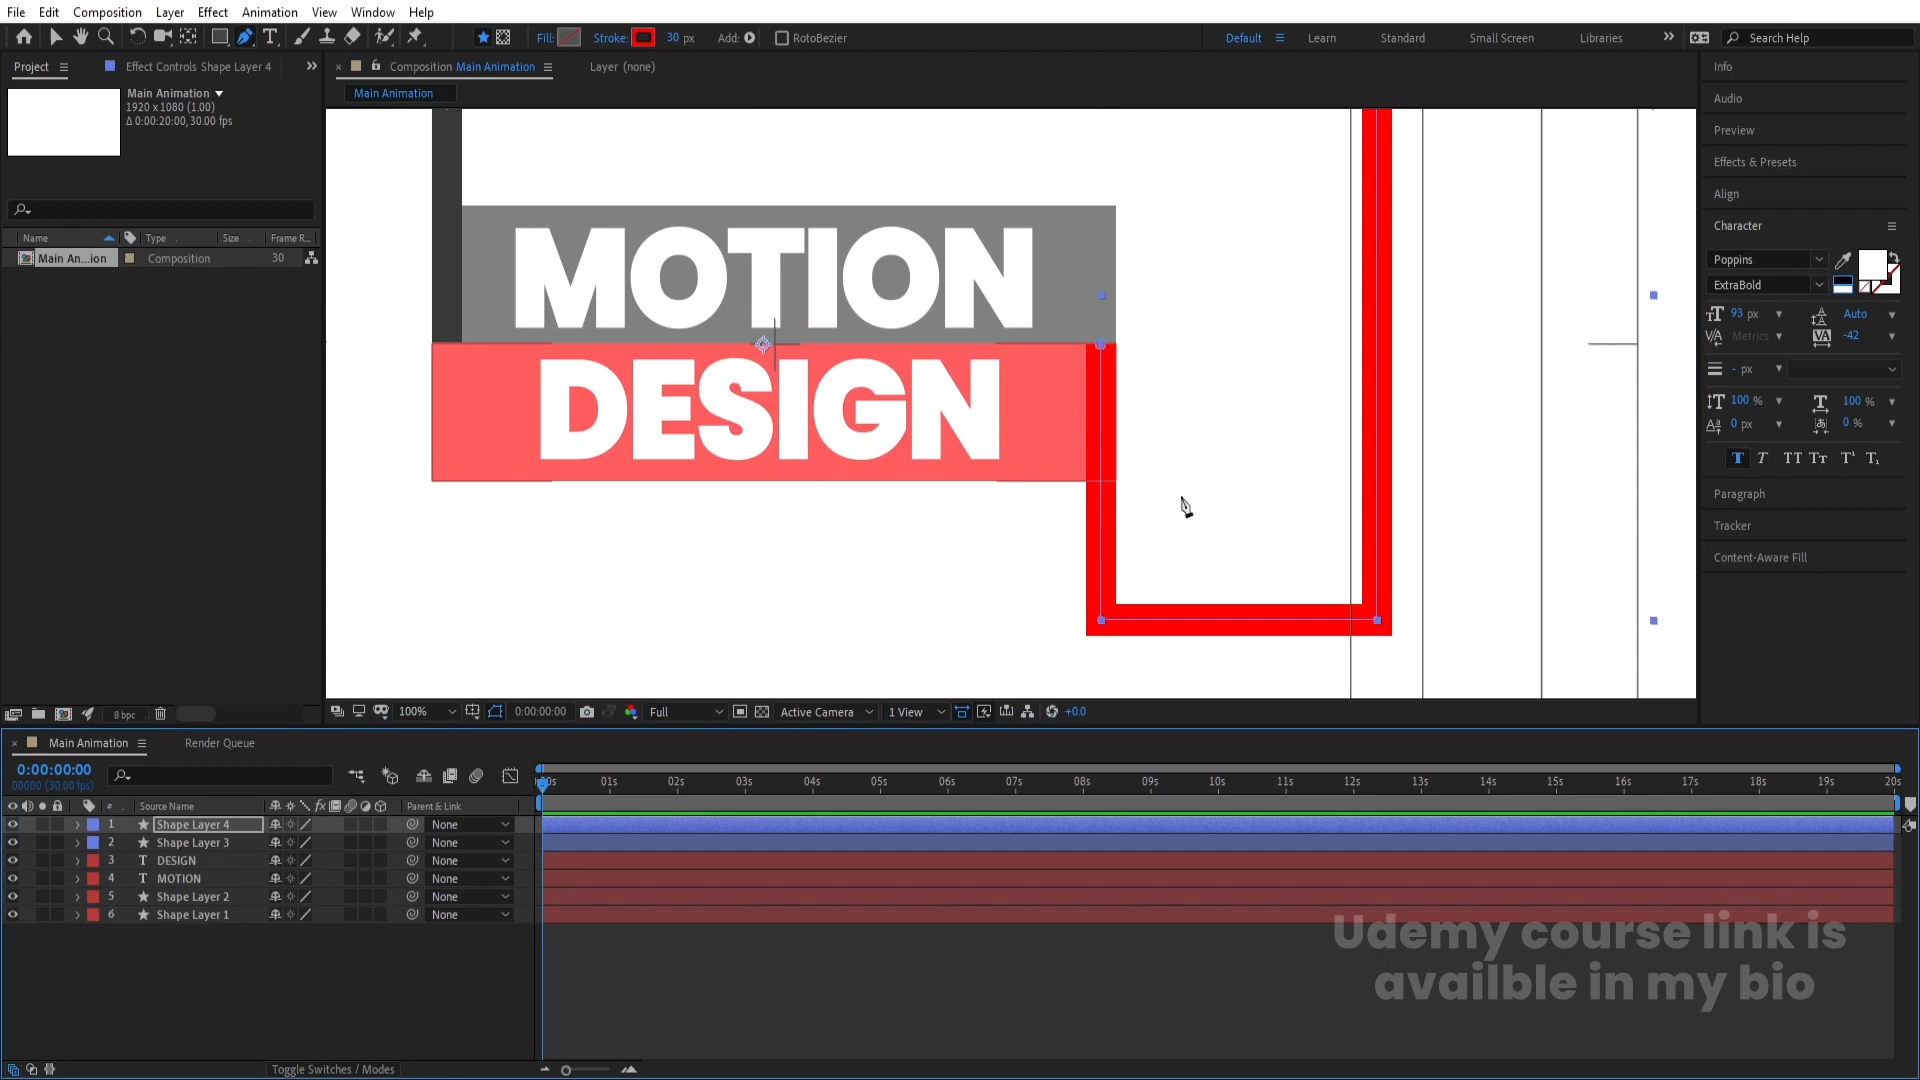 File Edit Composition Layer Effect Animation View Window Help
Fill: Stroke: 30 px Add: RotoBezier Default Learn Standard Small Screen Libraries Search Help
Project Effect Controls Shape Layer 4 Composition Main Animation Layer (none) Info
Main Animation
1920 x 1080 (1.00)
Δ 0:00:20:00, 30.00 fps
Main Animation
Audio
Preview
Effects & Presets
Align
Character
Name Type Size Frame R...
Main An...ion Composition 30
Poppins
ExtraBold
93 px Auto
Metrics -42
- px
100 % 100 %
0 px 0 %
T T TT Tt T¹ T₁
Paragraph
Tracker
Content-Aware Fill
MOTION
DESIGN
8 bpc 100% 0:00:00:00 Full Active Camera 1 View +0.0
Main Animation Render Queue
0:00:00:00
00000 (30.00 fps)
01s 02s 03s 04s 05s 06s 07s 08s 09s 10s 11s 12s 13s 14s 15s 16s 17s 18s 19s 20s
# Source Name fx Parent & Link
1 Shape Layer 4 None
2 Shape Layer 3 None
3 T DESIGN None
4 T MOTION None
5 Shape Layer 2 None
6 Shape Layer 1 None
Udemy course link is
availble in my bio
Toggle Switches / Modes